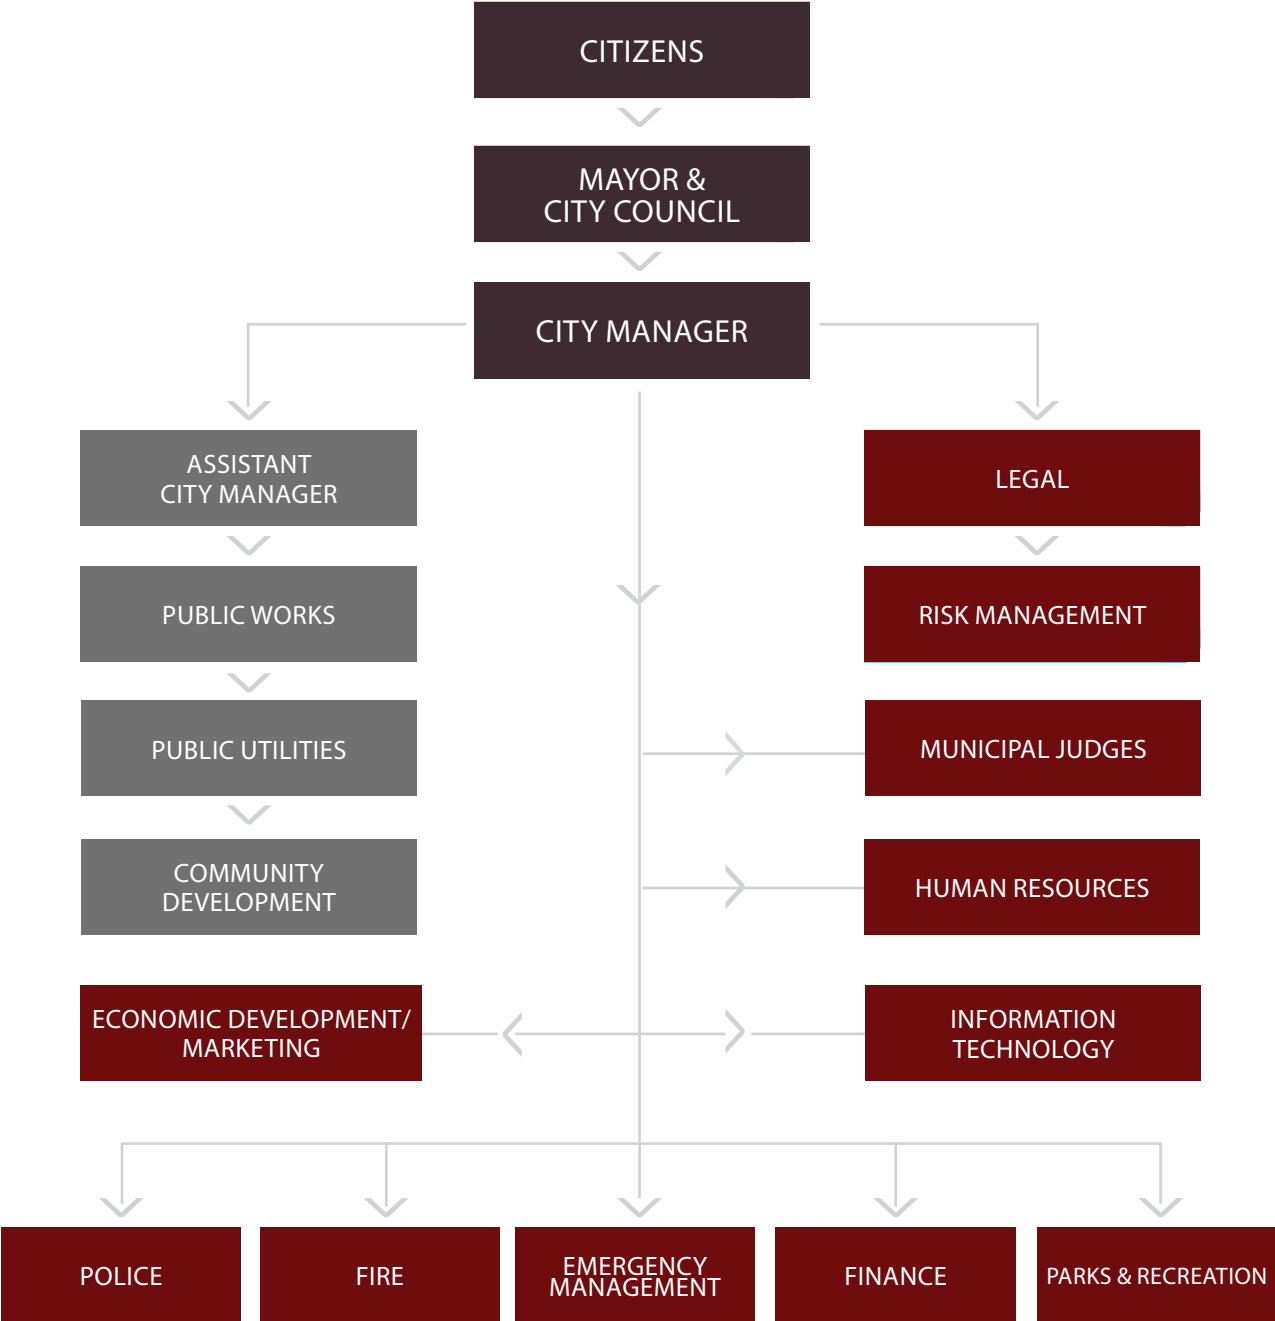 CITIZENS
MAYOR &
CITY COUNCIL
CITY MANAGER
ASSISTANT
CITY MANAGER
LEGAL
PUBLIC WORKS
RISK MANAGEMENT
PUBLIC UTILITIES
MUNICIPAL JUDGES
COMMUNITY
DEVELOPMENT
HUMAN RESOURCES
ECONOMIC DEVELOPMENT/
MARKETING
INFORMATION
TECHNOLOGY
POLICE
FIRE
EMERGENCY
MANAGEMENT
FINANCE
PARKS & RECREATION